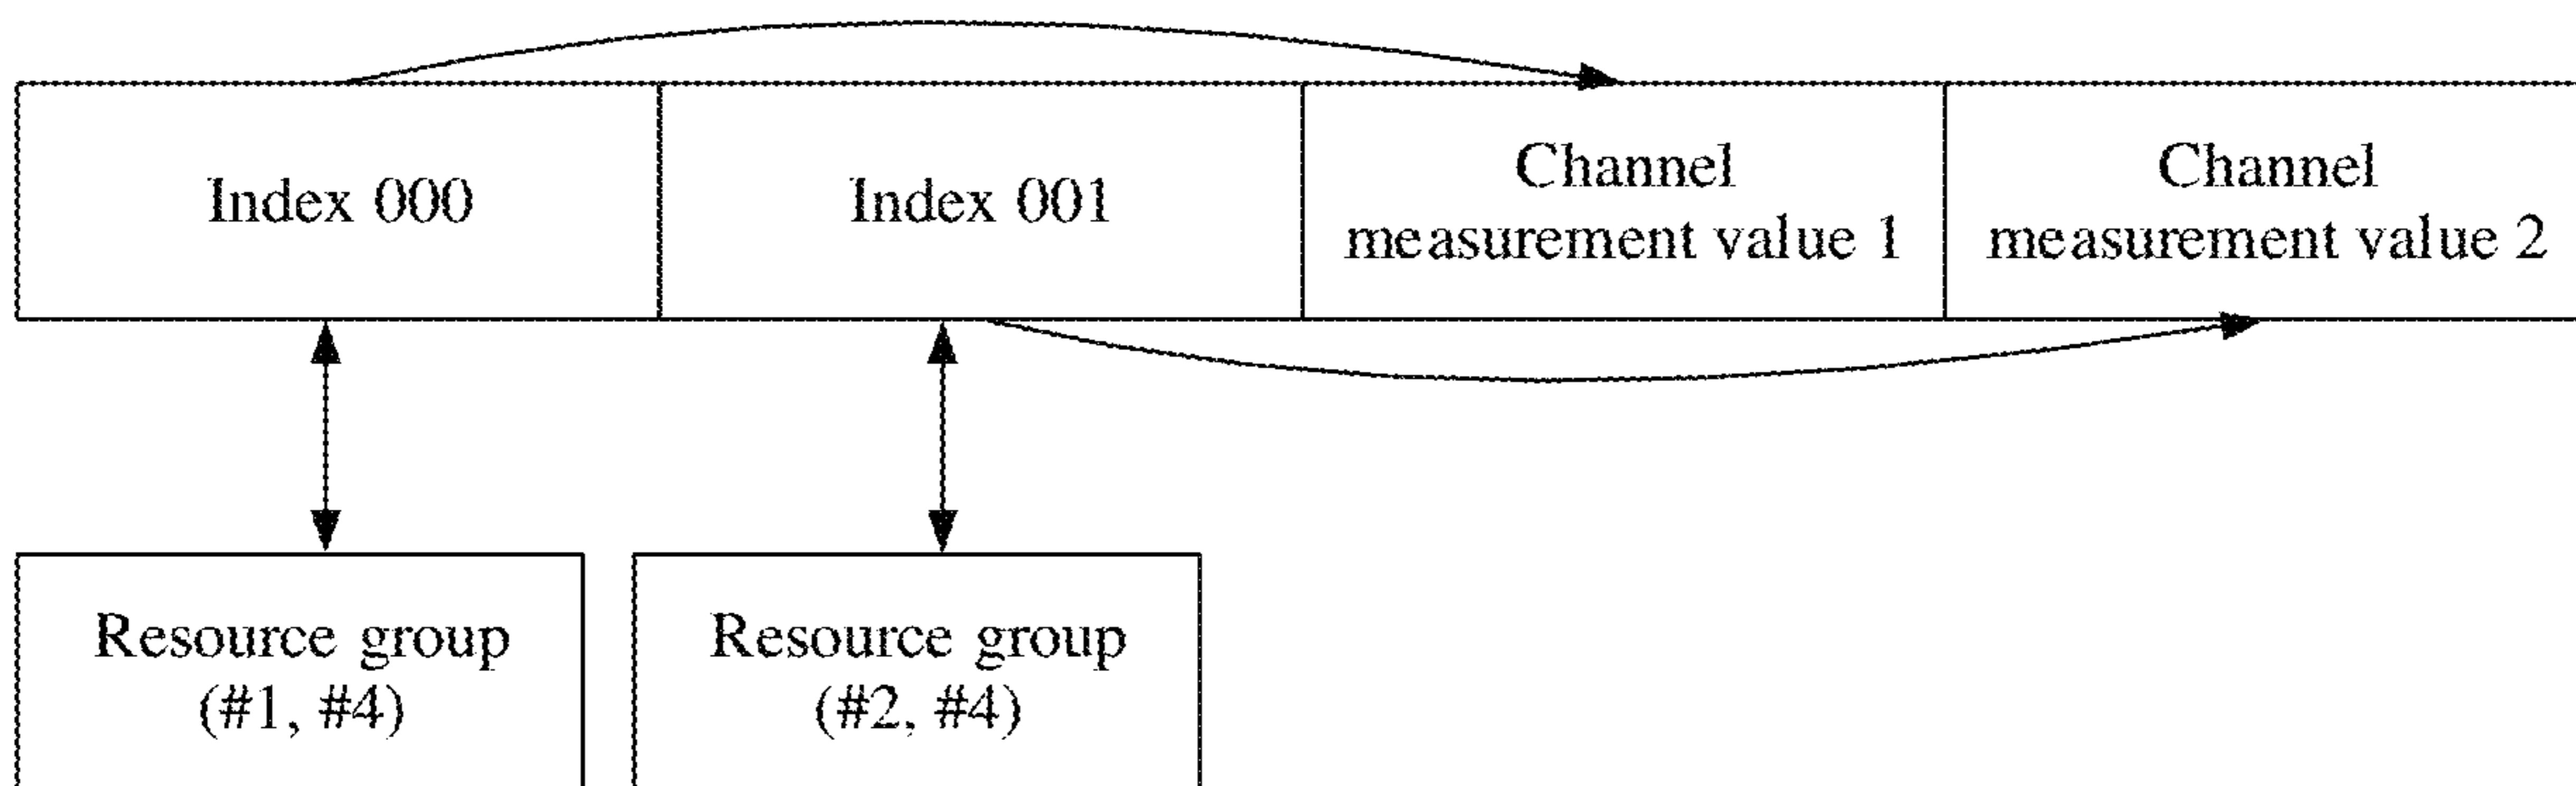 Index 000
Index 001
Channel
measurement value 1
Channel
measurement value 2
Resource group
(#1, #4)
Resource group
(#2, #4)